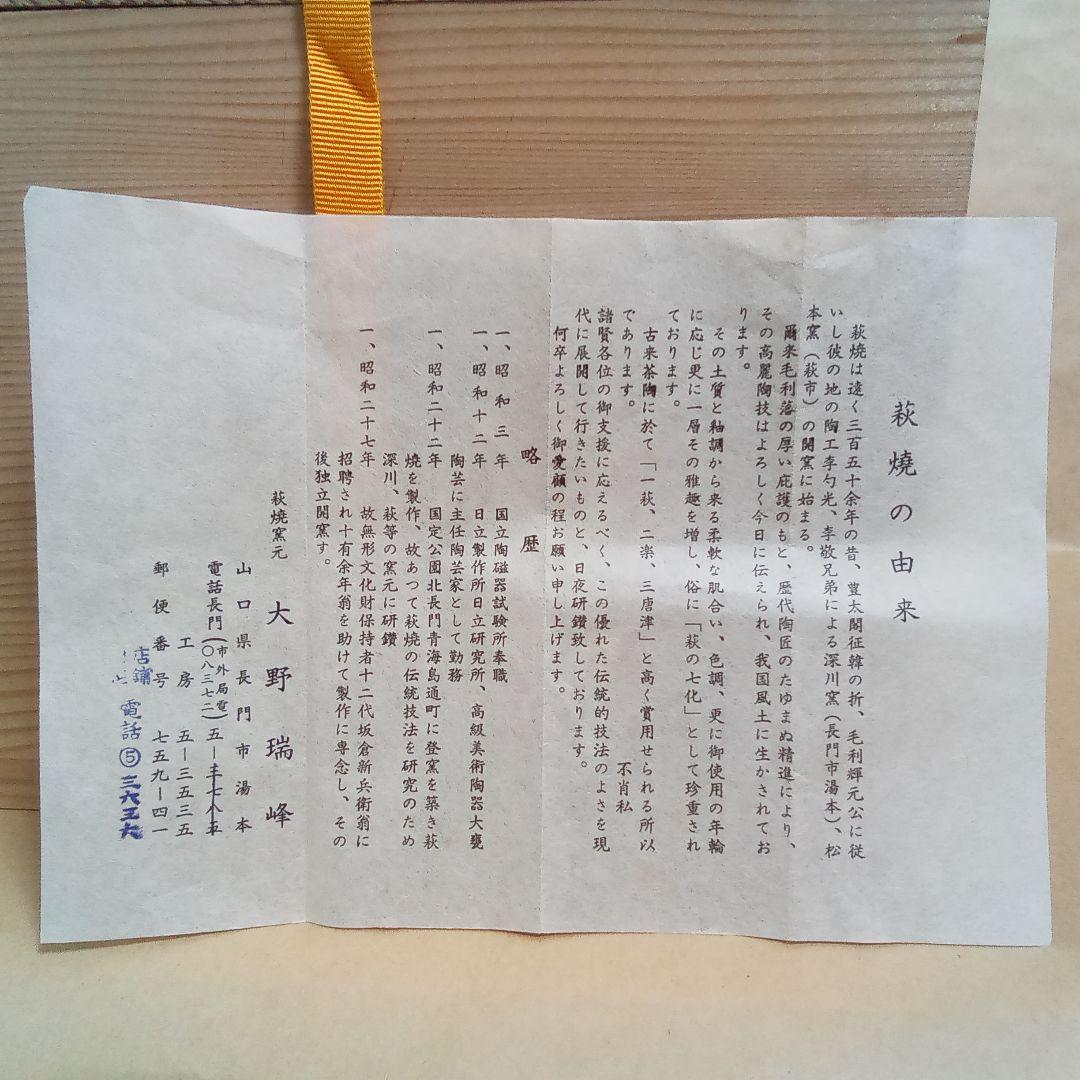 萩焼の由来
萩焼は遠く三百五十余年の昔、豊太閤征韓の折、毛利輝元公に従
いし彼の地の陶工李勺光、李敬兄弟による深川窯（長門市湯本）、松
本窯（萩市）の開窯に始まる。
爾来毛利落の厚い庇護のもと、歴代陶匠のたゆまぬ精進により、
その高麗陶技はよろしく今日に伝えられ、我国風土に生かされてお
ります。
その土質と釉調から来る柔軟な肌合い、色調、更に御使用の年輪
に応じ更に一層その雅趣を増し、俗に「萩の七化」として珍重され
ております。
古来茶陶に於て「一萩、二楽、三唐津」と高く賞用せられる所以
であります。
不肖私
諸賢各位の御支援に応えるべく、この優れた伝統的技法のよさを現
代に展開して行きたいものと、日夜研鑽致しております。
何卒よろしく御愛顧の程お願い申し上げます。
略歴
一、昭和三年 国立陶磁器試験所奉職
一、昭和十二年 日立製作所日立研究所、高級美術陶器大甕
陶芸に主任陶芸家として勤務
一、昭和二十二年 国定公園北長門青海島通町に登窯を築き萩
焼を製作、故あつて萩焼の伝統技法を研究のため
深川、萩等の窯元に研鑽
一、昭和二十七年 故無形文化財保持者十二代坂倉新兵衛翁に
招聘され十有余年翁を助けて製作に専念し、その
後独立開窯す。
萩焼窯元 大野瑞峰
山口県長門市湯本
電話長門（市外局電〇八三七二）五－三七八五
工房 五－三五三五
郵便番号 七五九－四一
店舗 電話⑤三六三六